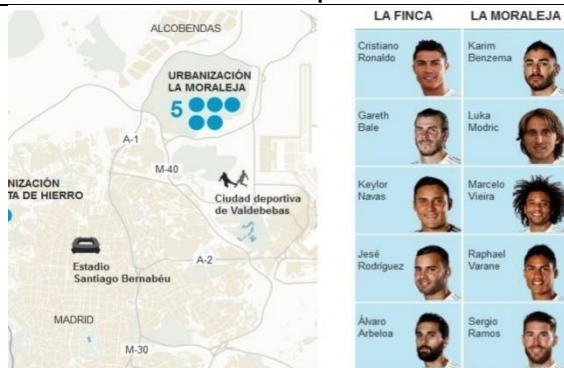 ALCOBENDAS
URBANIZACIÓN
LA MORALEJA
5
A-1
M-40
NIZACIÓN
TA DE HIERRO
Ciudad deportiva
de Valdebebas
A-2
Estadio
Santiago Bernabéu
MADRID
M-30
LA FINCA
LA MORALEJA
Cristiano
Ronaldo
Karim
Benzema
Gareth
Bale
Luka
Modric
Keylor
Navas
Marcelo
Vieira
Jesé
Rodríguez
Raphael
Varane
Álvaro
Arbeloa
Sergio
Ramos